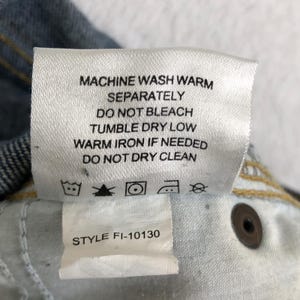 MACHINE WASH WARM
SEPARATELY
DO NOT BLEACH
TUMBLE DRY LOW
WARM IRON IF NEEDED
DO NOT DRY CLEAN
STYLE FI-10130